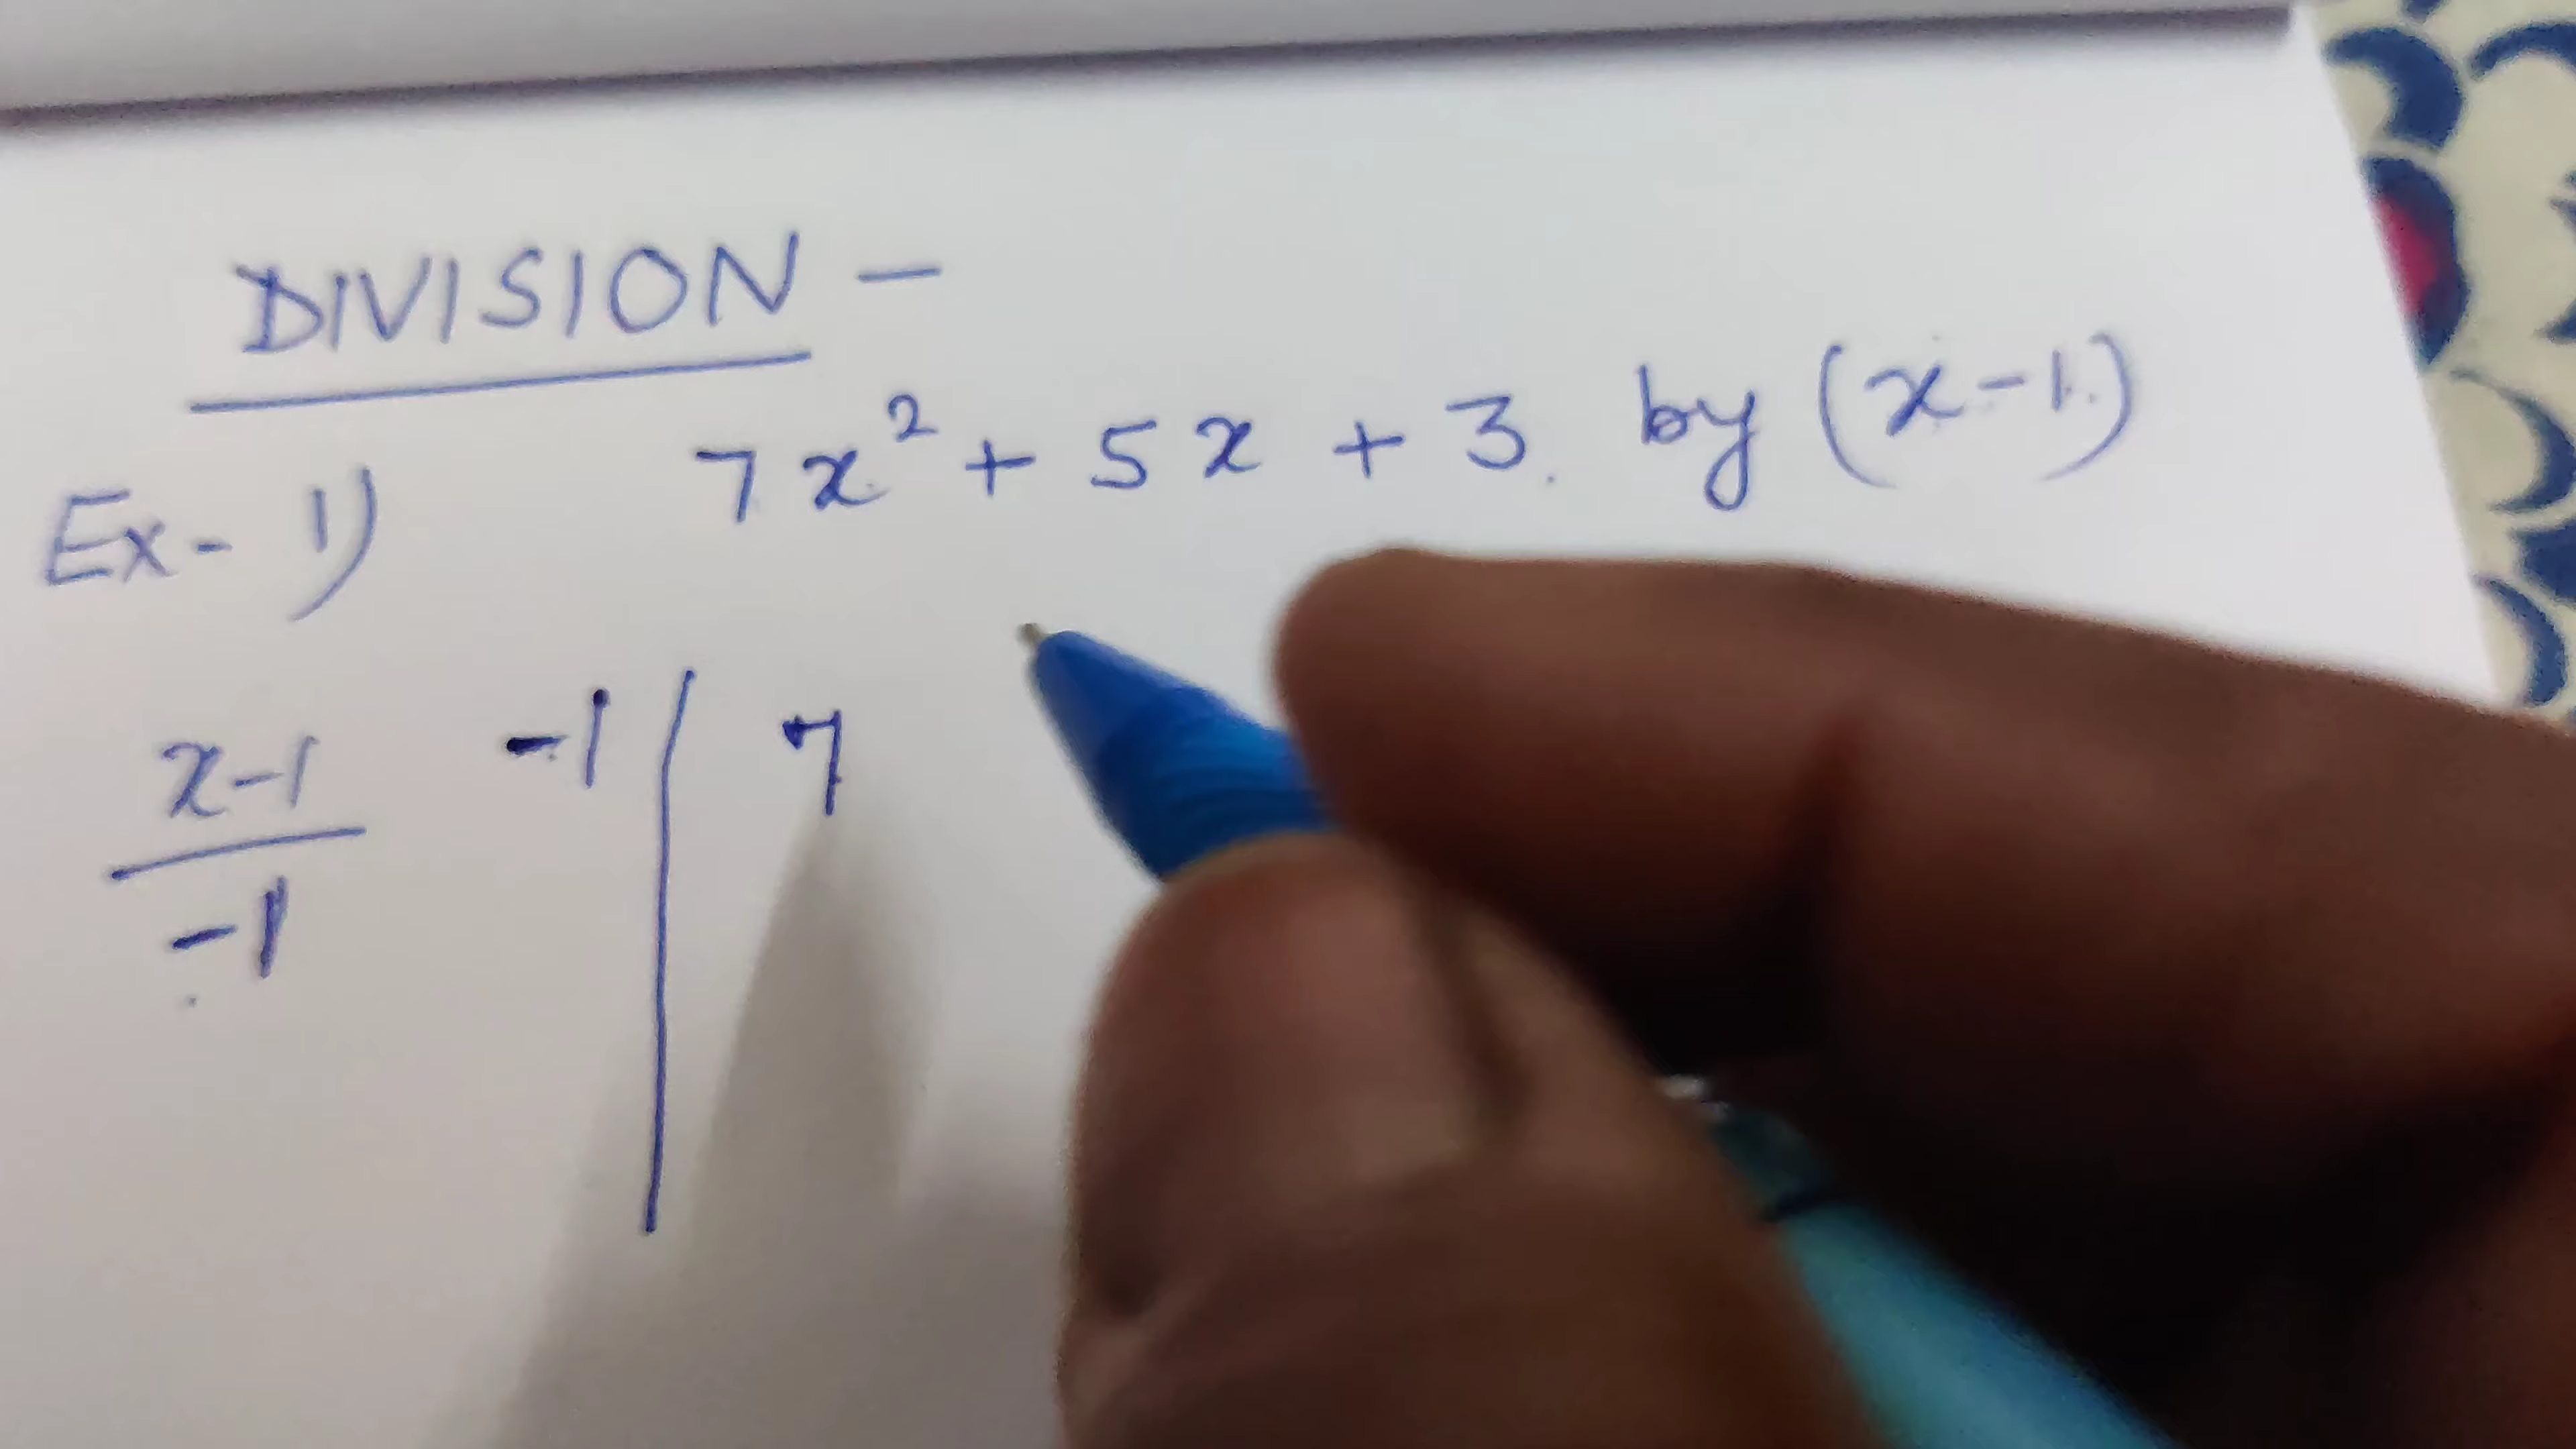 DIVISION -
Ex- 1) 7x² + 5x + 3. by (x-1)
x-1 -1 | 7
-1